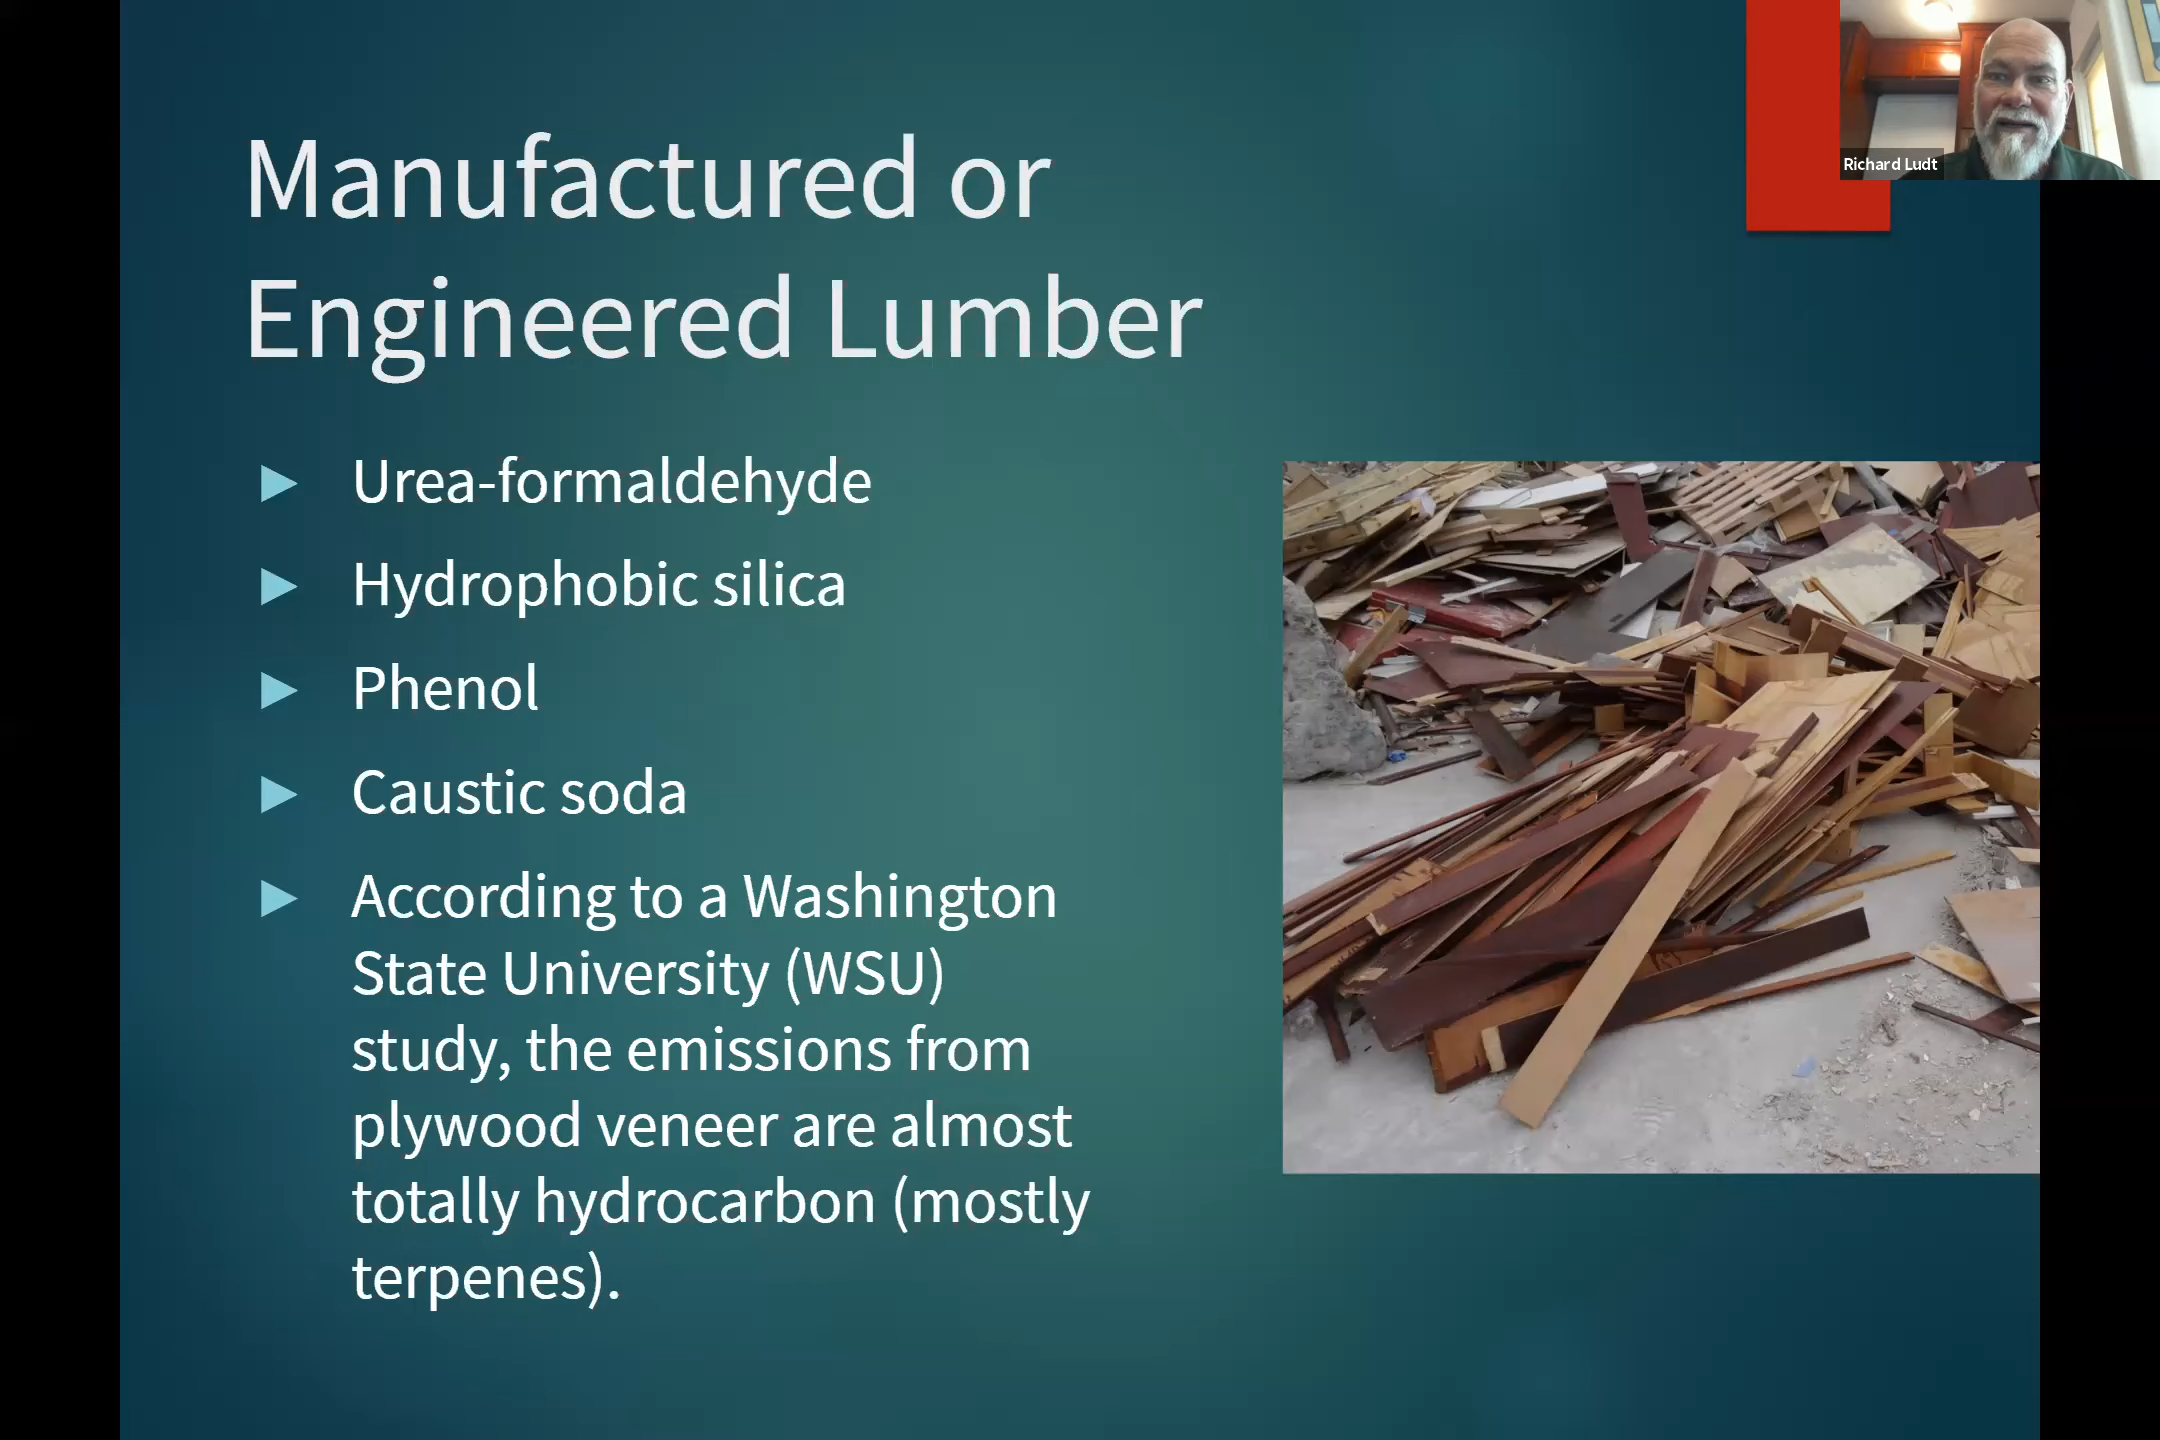 Manufactured or
Engineered Lumber
Richard Ludt
Urea-formaldehyde
Hydrophobic silica
Phenol
Caustic soda
According to a Washington
State University (WSU)
study, the emissions from
plywood veneer are almost
totally hydrocarbon (mostly
terpenes).